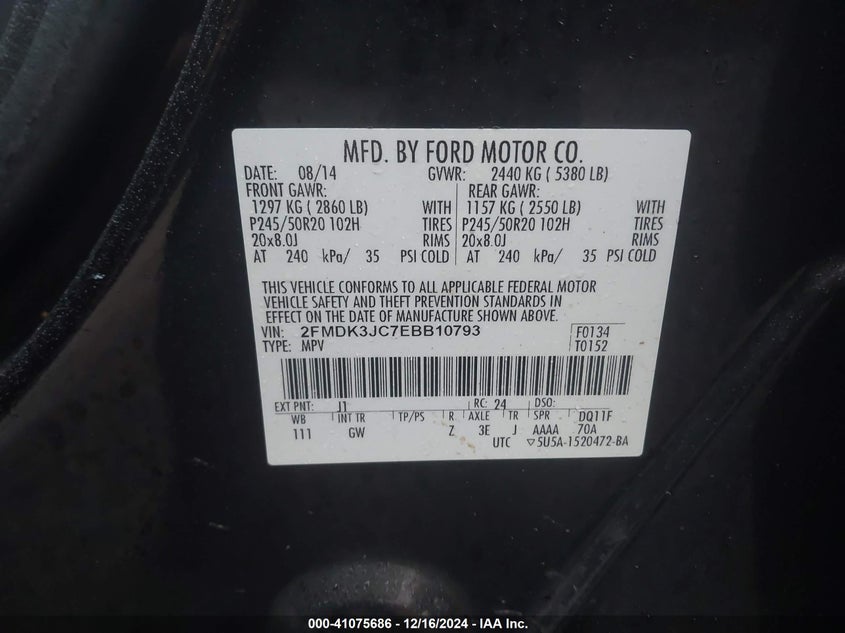 MFD. BY FORD MOTOR CO.
DATE: 08/14 GVWR: 2440 KG ( 5380 LB)
FRONT GAWR: REAR GAWR:
1297 KG ( 2860 LB) WITH 1157 KG ( 2550 LB) WITH
P245/50R20 102H TIRES P245/50R20 102H TIRES
20x8.0J RIMS 20x8.0J RIMS
AT 240 kPa/ 35 PSI COLD AT 240 kPa/ 35 PSI COLD
THIS VEHICLE CONFORMS TO ALL APPLICABLE FEDERAL MOTOR
VEHICLE SAFETY AND THEFT PREVENTION STANDARDS IN
EFFECT ON THE DATE OF MANUFACTURE SHOWN ABOVE.
VIN: 2FMDK3JC7EBB10793 F0134
TYPE: MPV T0152
EXT PNT: J1 RC: 24 DSO:
WB INT TR TP/PS R AXLE TR SPR DQ11F
111 GW Z 3E J AAAA 70A
UTC ▽5U5A-1520472-BA
000-41075686 - 12/16/2024 - IAAI.com